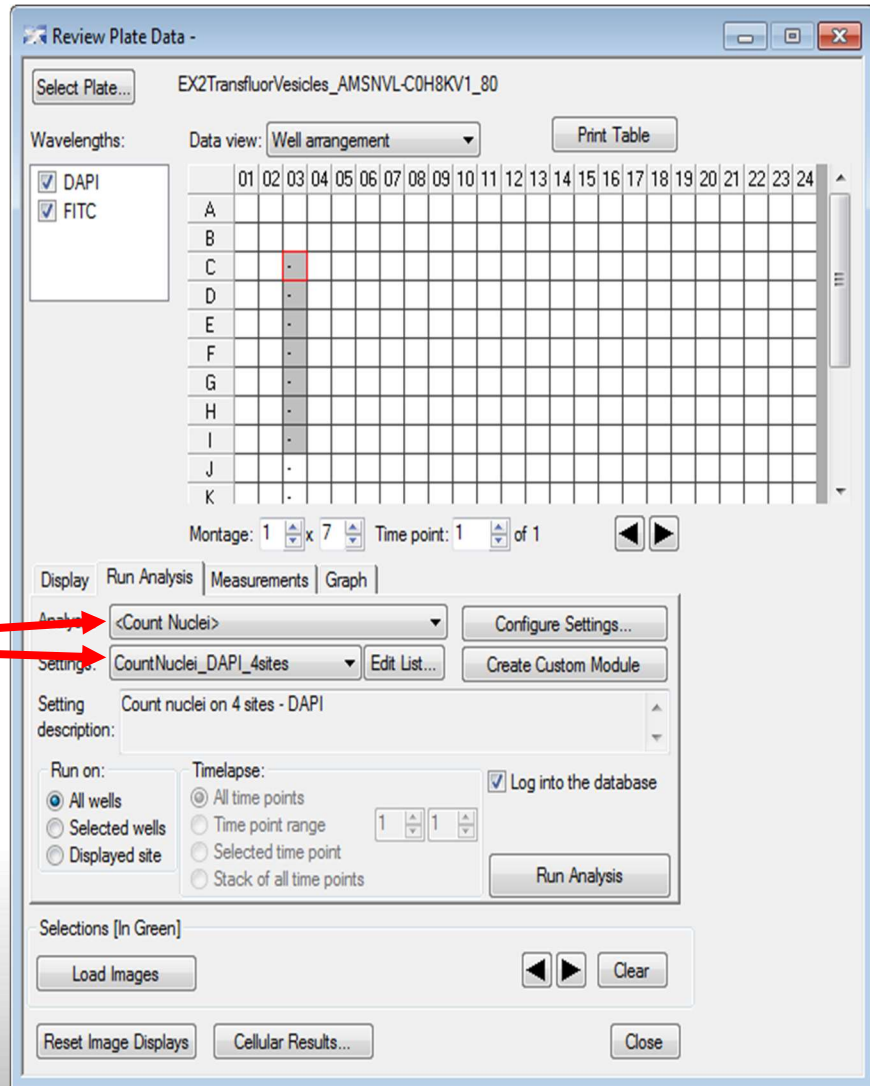 Review Plate Data -
Select Plate... EX2TransfluorVesicles_AMSNVL-C0H8KV1_80
Wavelengths: Data view: Well arrangement Print Table
DAPI
FITC
01 02 03 04 05 06 07 08 09 10 11 12 13 14 15 16 17 18 19 20 21 22 23 24
A
B
C -
D -
E -
F -
G -
H -
I -
J -
K -
Montage: 1 x 7 Time point: 1 of 1
Display Run Analysis Measurements Graph
<Count Nuclei> Configure Settings...
Settings: CountNuclei_DAPI_4sites Edit List... Create Custom Module
Setting Count nuclei on 4 sites - DAPI
description:
Run on: Timelapse:
All wells All time points Log into the database
Selected wells Time point range 1 1
Displayed site Selected time point
Stack of all time points Run Analysis
Selections [In Green]
Load Images Clear
Reset Image Displays Cellular Results... Close